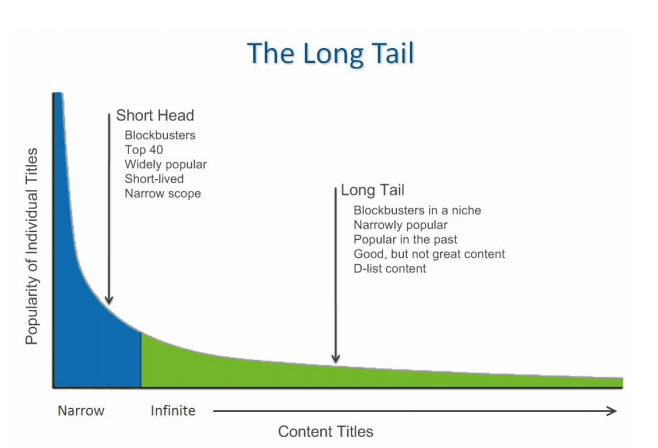 The Long Tail
Short Head
Blockbusters
Top 40
Widely popular
Short-lived
Narrow scope
Long Tail
Blockbusters in a niche
Narrowly popular
Popular in the past
Good, but not great content
D-list content
Popularity of Individual Titles
Narrow
Infinite
Content Titles